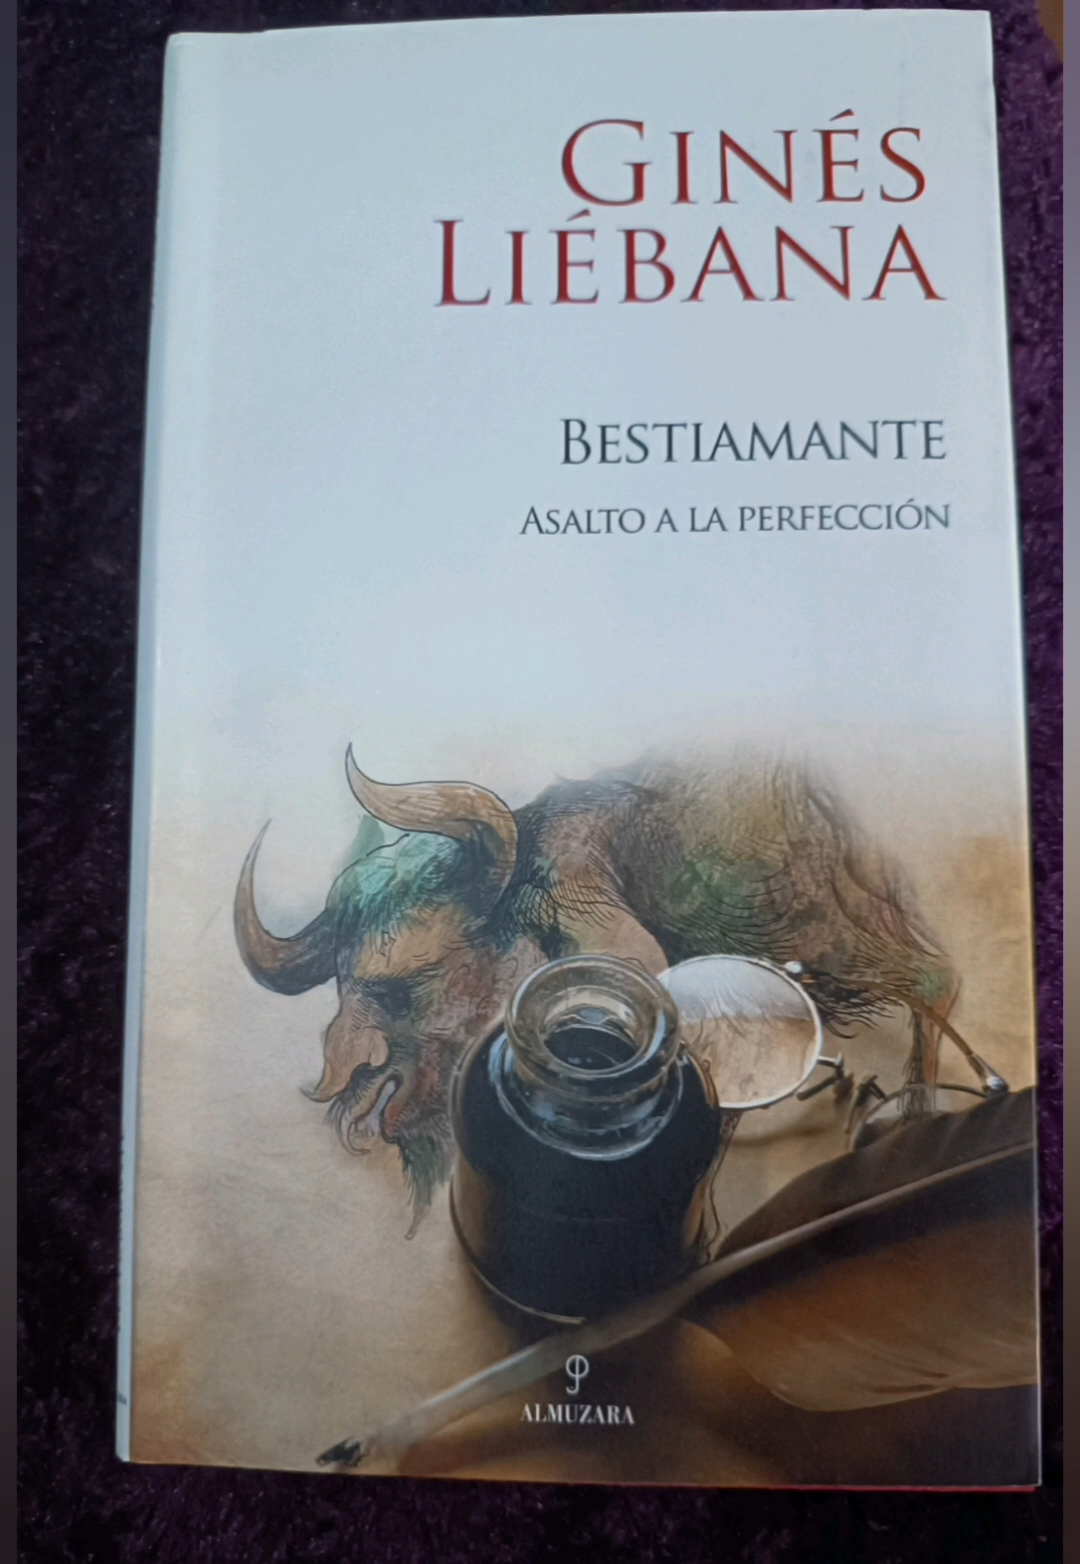 GINÉS
LIÉBANA
BESTIAMANTE
ASALTO A LA PERFECCIÓN
ALMUZARA